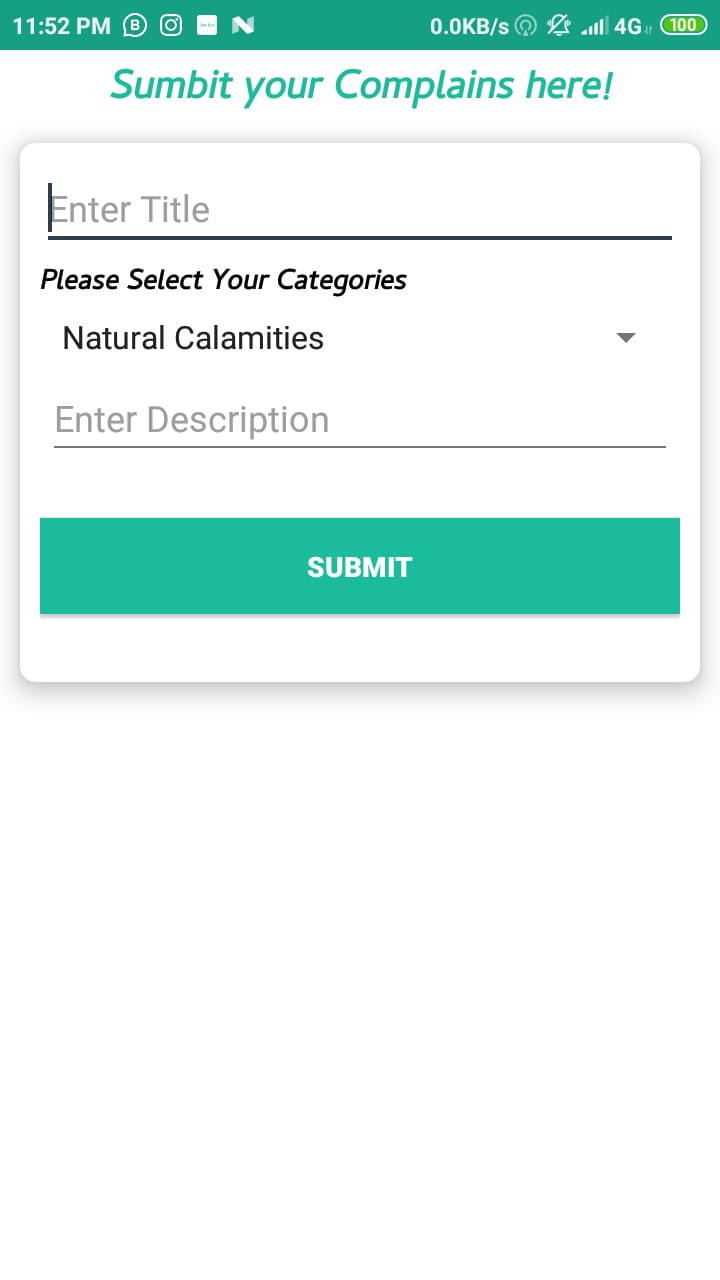 11:52 PM B N 0.0KB/s 4G 100
Sumbit your Complains here!
Enter Title
Please Select Your Categories
Natural Calamities
Enter Description
SUBMIT